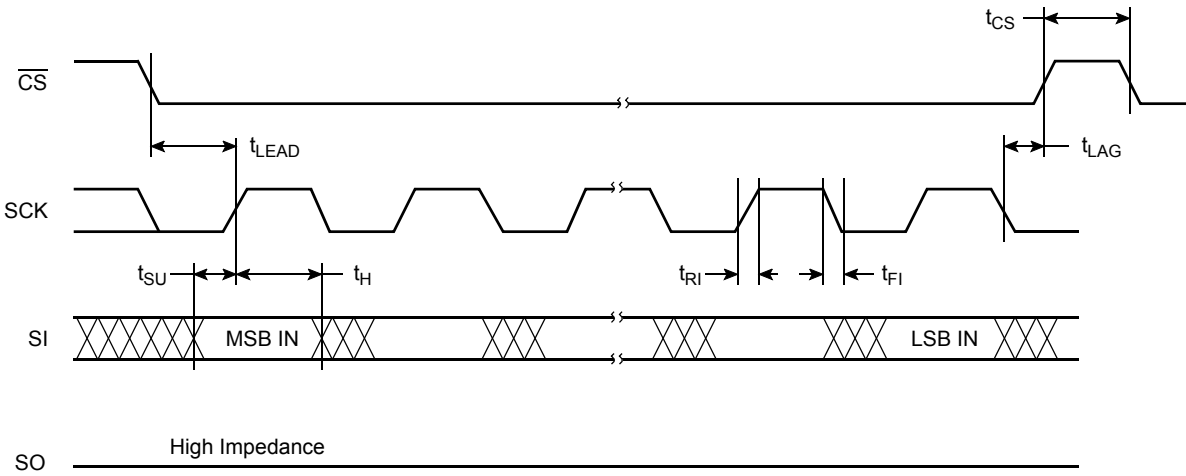 tCS
CS
tLEAD
tLAG
SCK
tSU
tH
tRI
tFI
SI
MSB IN
LSB IN
High Impedance
SO